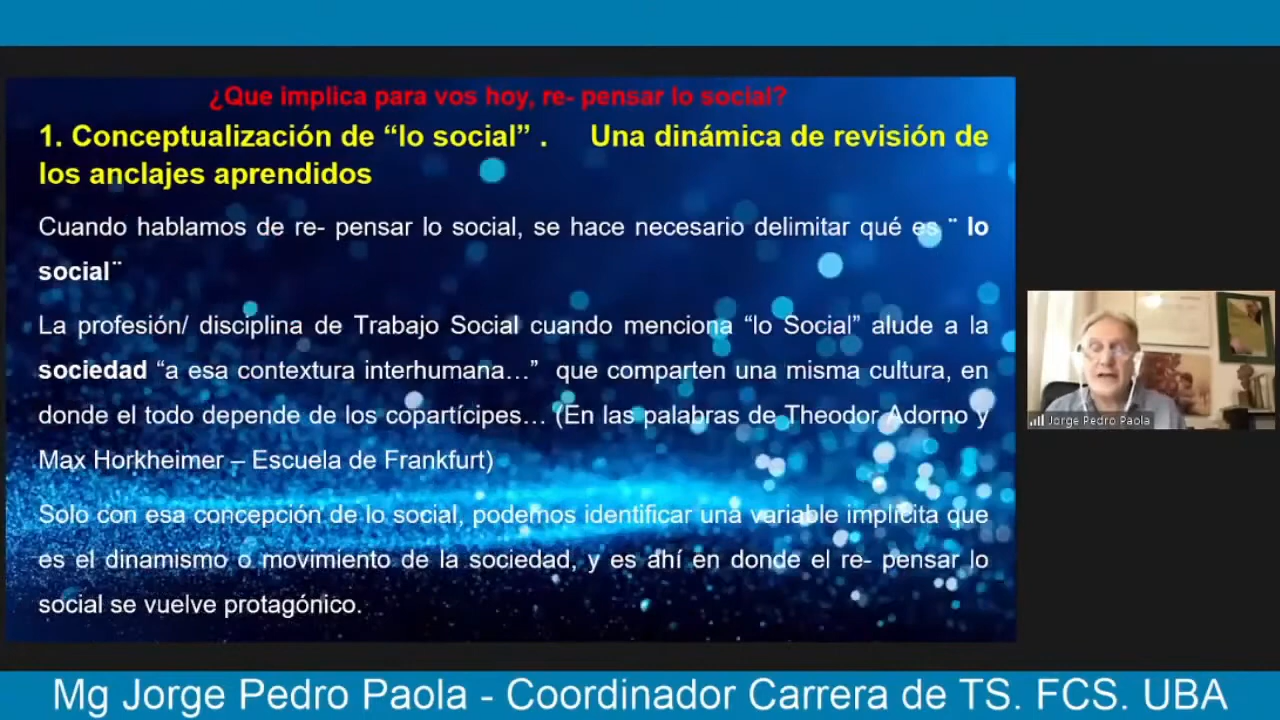 ¿Que implica para vos hoy, re- pensar lo social?
1. Conceptualización de “lo social” . Una dinámica de revisión de
los anclajes aprendidos
Cuando hablamos de re- pensar lo social, se hace necesario delimitar qué es ¨ lo
social¨
La profesión/ disciplina de Trabajo Social cuando menciona “lo Social” alude a la
sociedad “a esa contextura interhumana…” que comparten una misma cultura, en
donde el todo depende de los copartícipes… (En las palabras de Theodor Adorno y
Max Horkheimer – Escuela de Frankfurt)
Solo con esa concepción de lo social, podemos identificar una variable implícita que
es el dinamismo o movimiento de la sociedad, y es ahí en donde el re- pensar lo
social se vuelve protagónico.
Jorge Pedro Paola
Mg Jorge Pedro Paola - Coordinador Carrera de TS. FCS. UBA